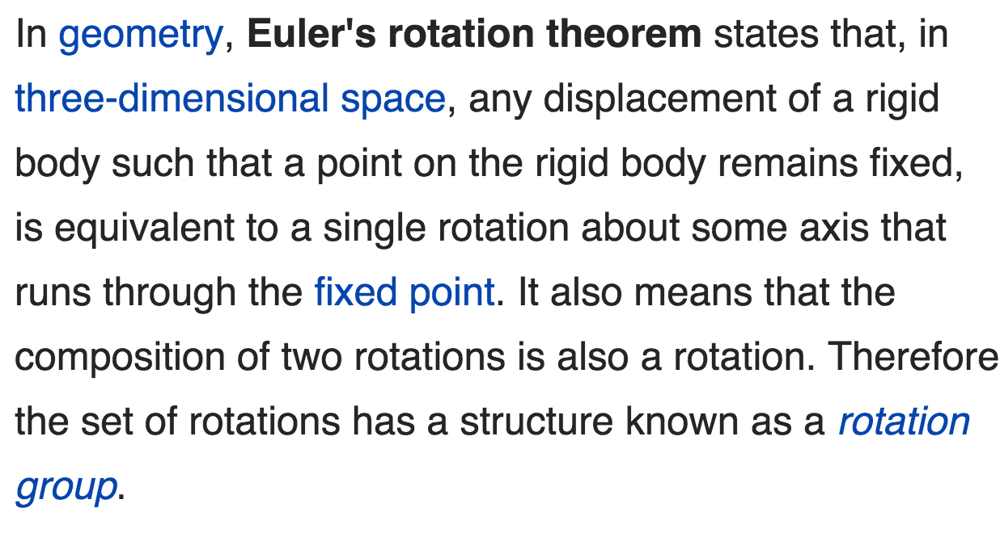 In geometry, Euler's rotation theorem states that, in
three-dimensional space, any displacement of a rigid
body such that a point on the rigid body remains fixed,
is equivalent to a single rotation about some axis that
runs through the fixed point. It also means that the
composition of two rotations is also a rotation. Therefore
the set of rotations has a structure known as a rotation
group.